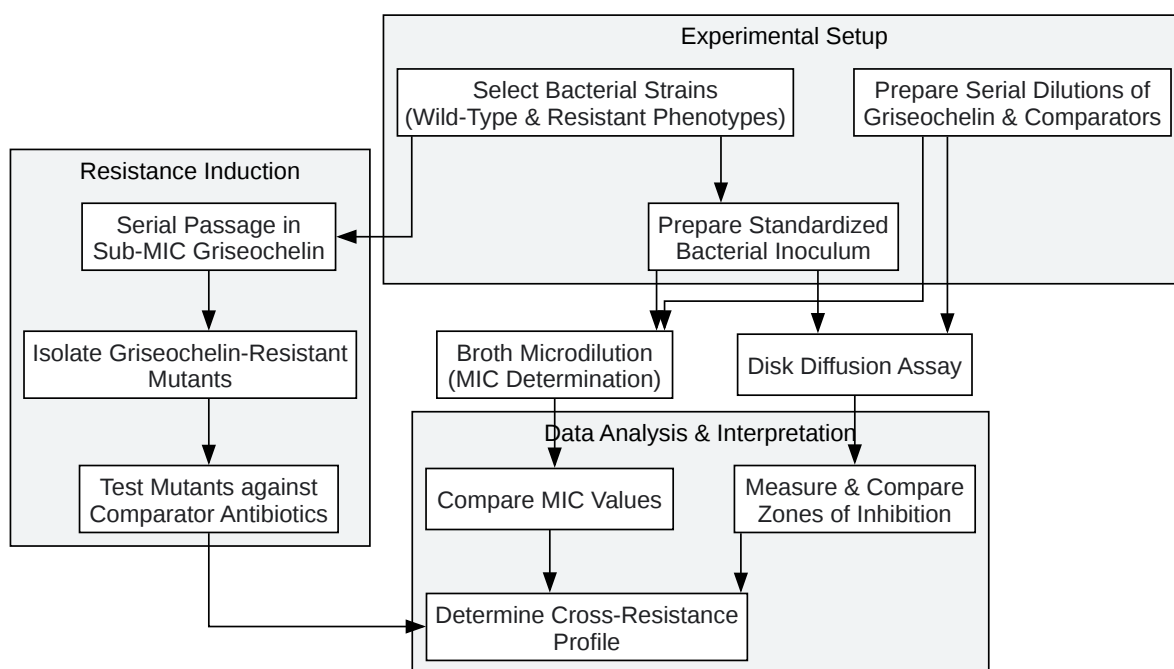 Experimental Setup
Select Bacterial Strains
(Wild-Type & Resistant Phenotypes)
Prepare Serial Dilutions of
Griseochelin & Comparators
Resistance Induction
Serial Passage in
Sub-MIC Griseochelin
Prepare Standardized
Bacterial Inoculum
Isolate Griseochelin-Resistant
Mutants
Broth Microdilution
(MIC Determination)
Disk Diffusion Assay
Data Analysis & Interpretation
Test Mutants against
Comparator Antibiotics
Compare MIC Values
Measure & Compare
Zones of Inhibition
Determine Cross-Resistance
Profile